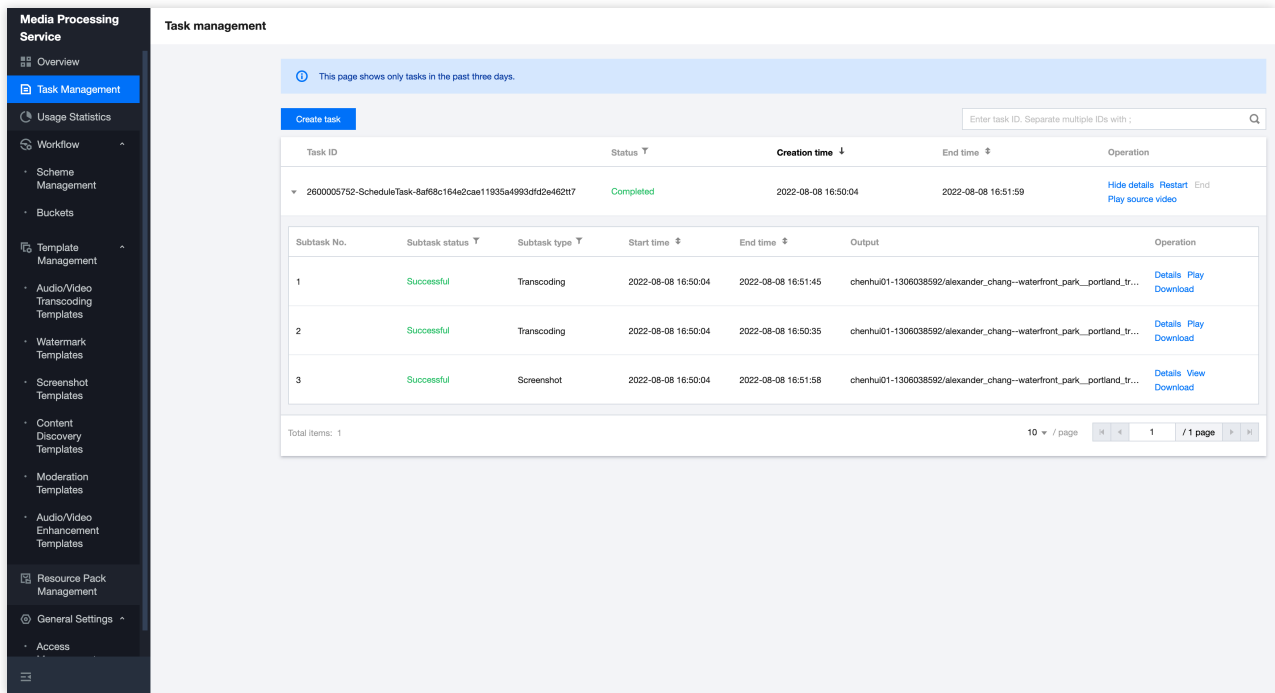 Media Processing
Service
Overview
Task Management
Usage Statistics
Workflow
Scheme
Management
Buckets
Template
Management
Audio/Video
Transcoding
Templates
Watermark
Templates
Screenshot
Templates
Content
Discovery
Templates
Moderation
Templates
Audio/Video
Enhancement
Templates
Resource Pack
Management
General Settings
Access
Task management
This page shows only tasks in the past three days.
Create task
Enter task ID. Separate multiple IDs with ;
Task ID Status Creation time End time Operation
2600005752-ScheduleTask-8af68c164e2cae11935a4993dfd2e462tt7 Completed 2022-08-08 16:50:04 2022-08-08 16:51:59 Hide details Restart End
Play source video
Subtask No. Subtask status Subtask type Start time End time Output Operation
1 Successful Transcoding 2022-08-08 16:50:04 2022-08-08 16:51:45 chenhui01-1306038592/alexander_chang--waterfront_park__portland_tr... Details Play
Download
2 Successful Transcoding 2022-08-08 16:50:04 2022-08-08 16:50:35 chenhui01-1306038592/alexander_chang--waterfront_park__portland_tr... Details Play
Download
3 Successful Screenshot 2022-08-08 16:50:04 2022-08-08 16:51:58 chenhui01-1306038592/alexander_chang--waterfront_park__portland_tr... Details View
Download
Total items: 1
10 / page 1 / 1 page